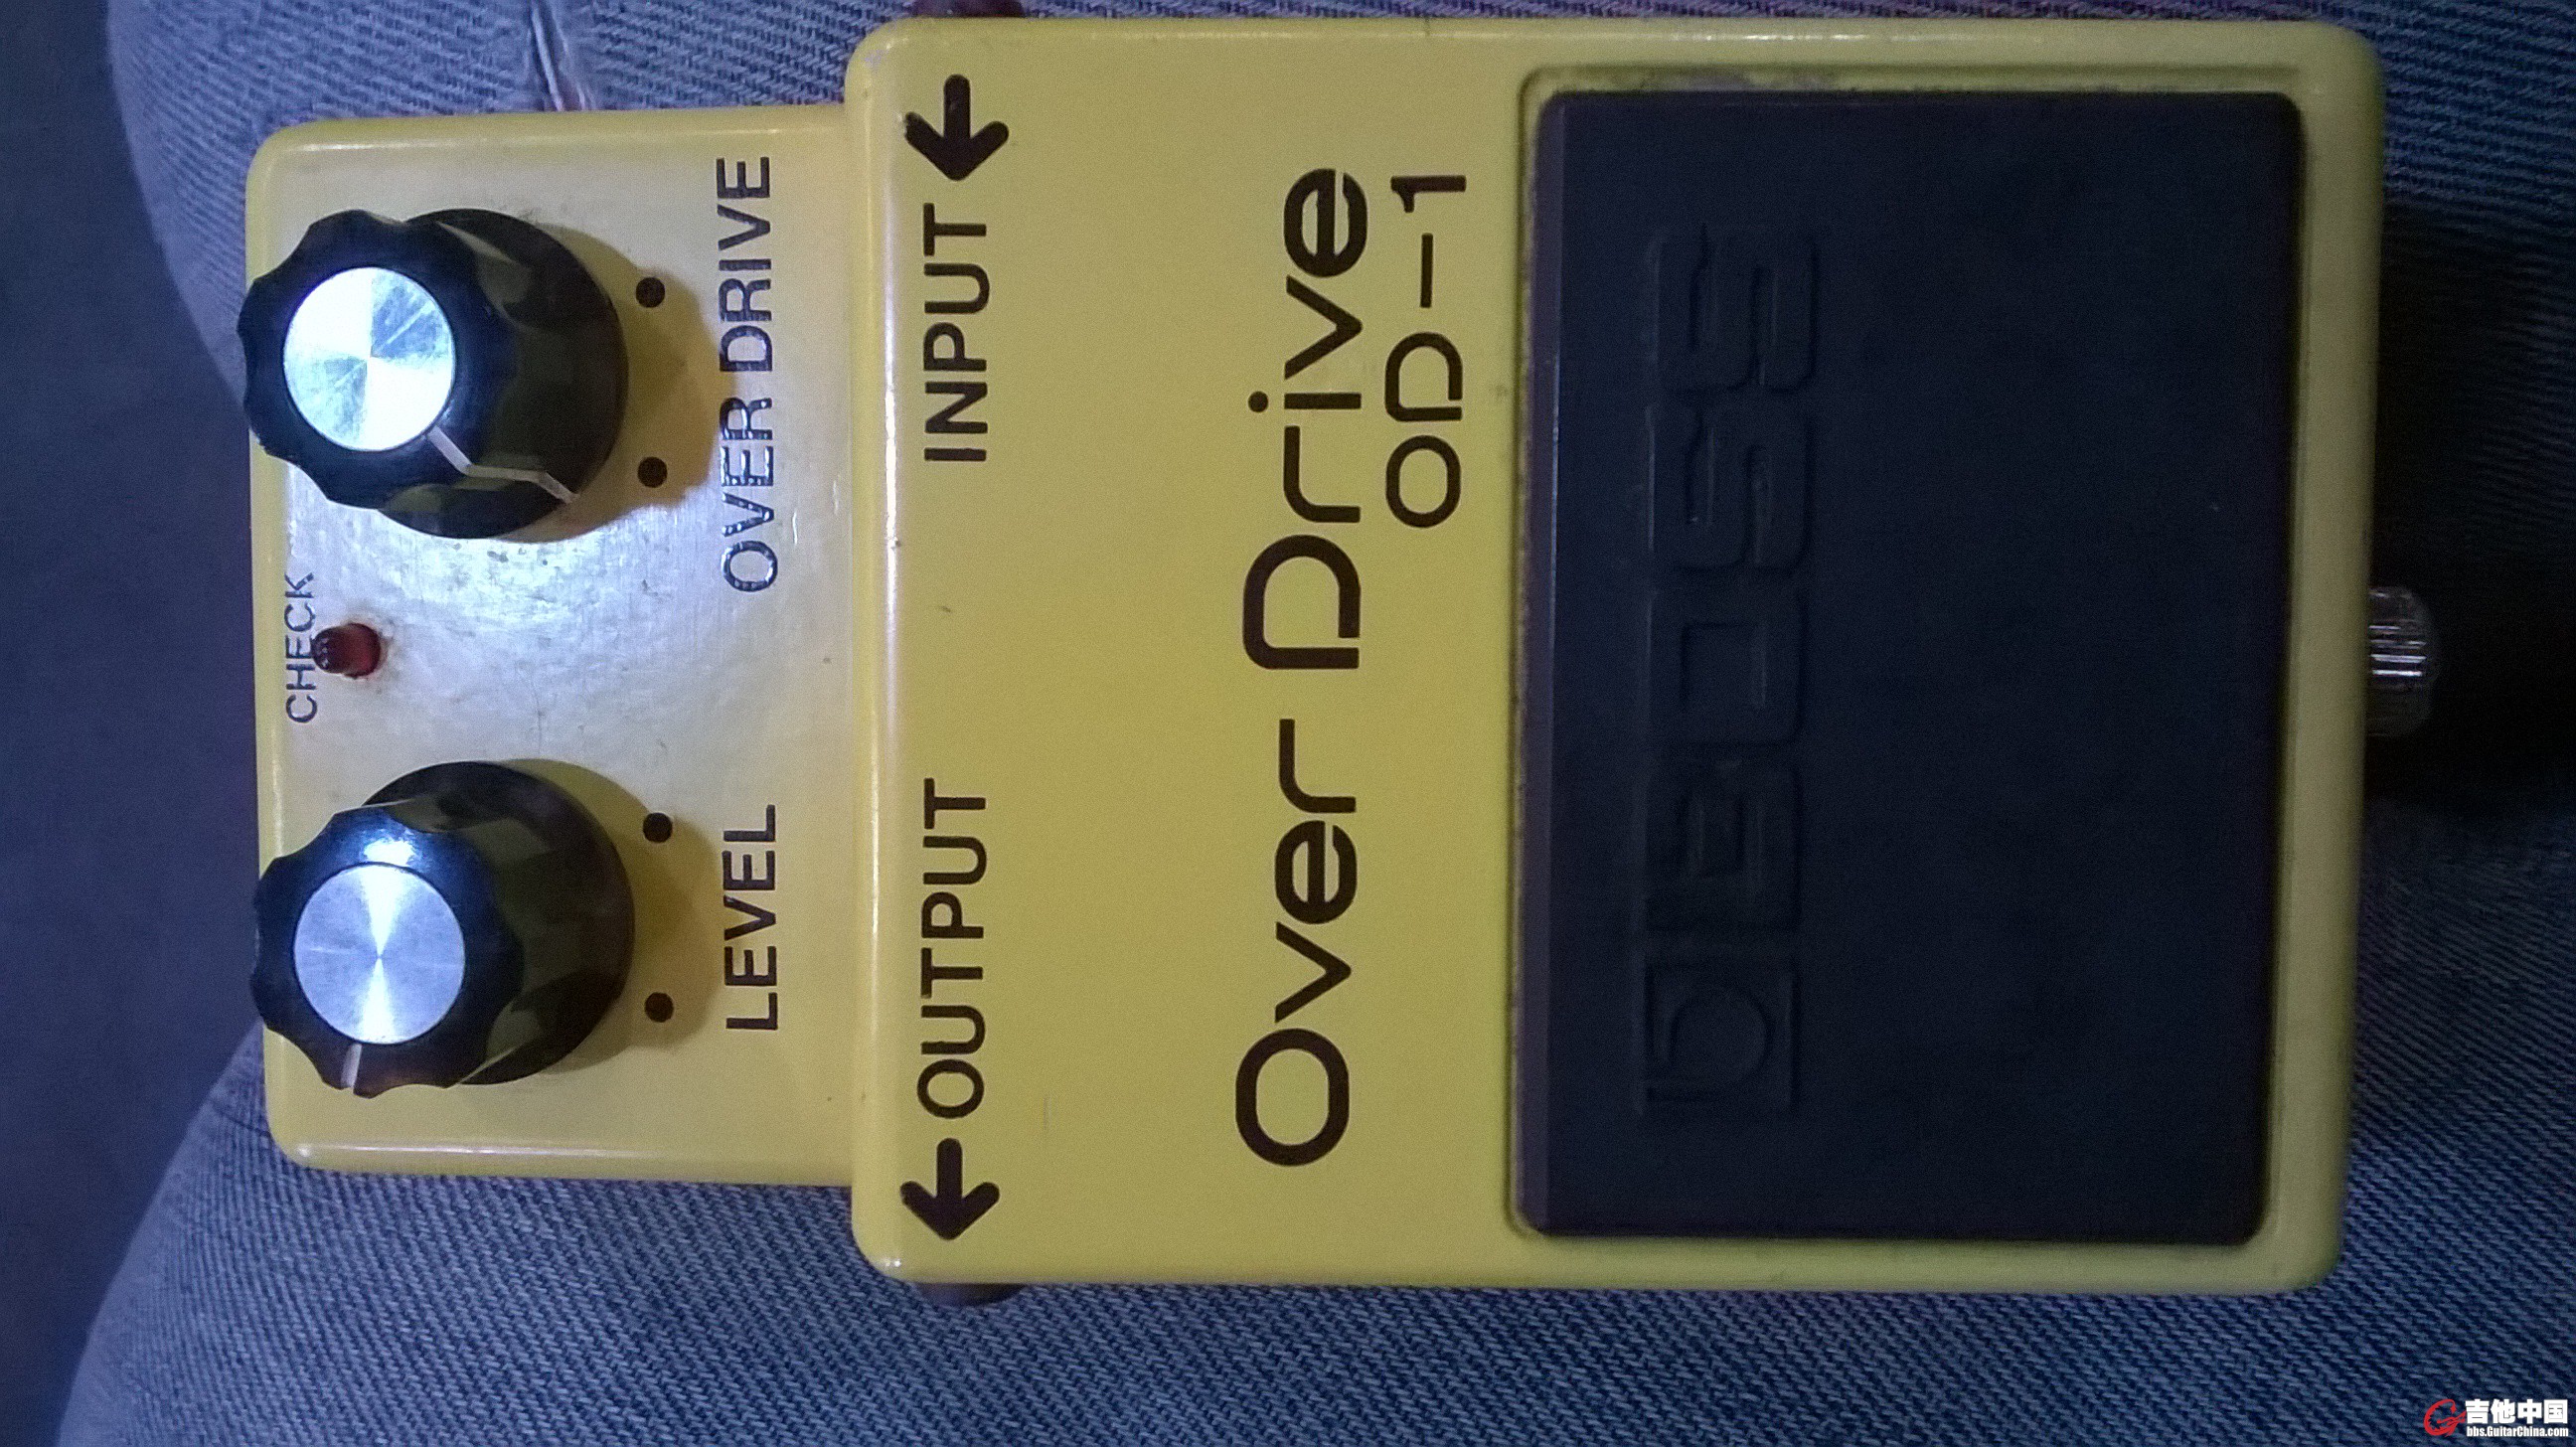 CHECK
LEVEL
OVER DRIVE
←OUTPUT
INPUT←
Over Drive
OD-1
BOSS
吉他中国
bbs.GuitarChina.com